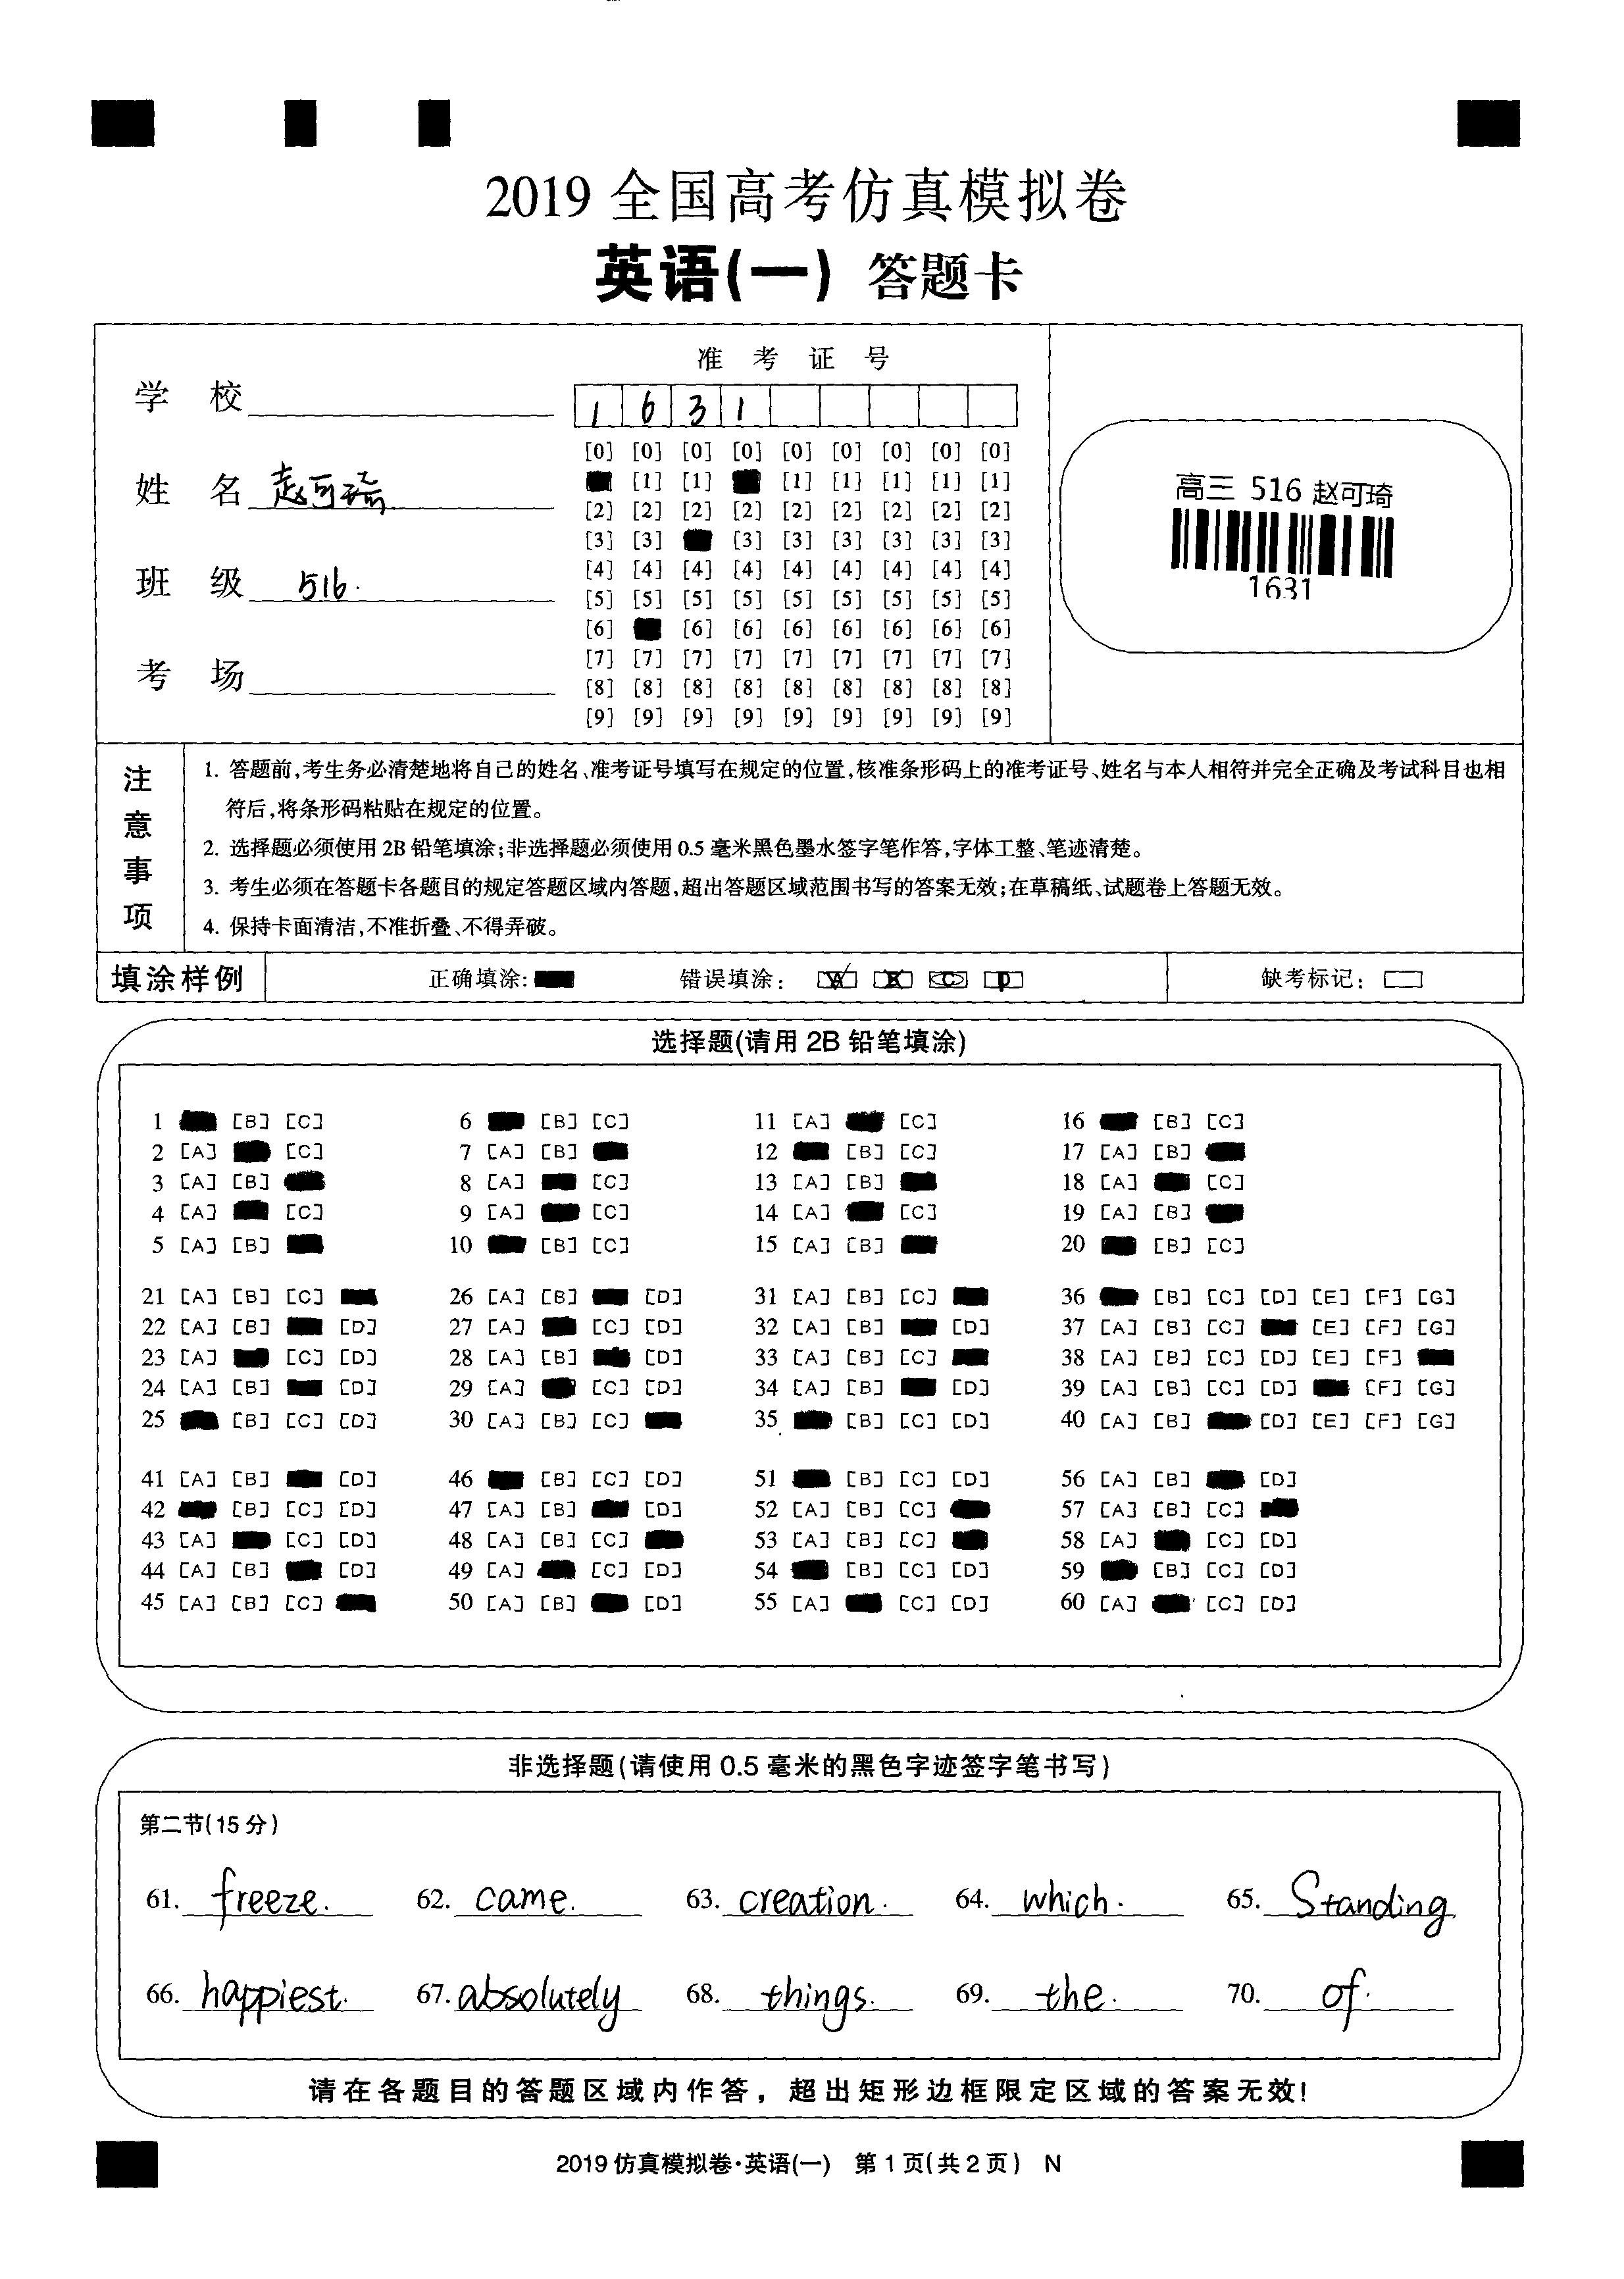 2019 全国高考仿真模拟卷
英语(一) 答题卡
准 考 证 号
学 校
1 6 3 1
姓 名 赵可琦
班 级 516.
考 场
[0] [0] [0] [0] [0] [0] [0] [0] [0]
[1] [1] [1] [1] [1] [1] [1]
[2] [2] [2] [2] [2] [2] [2] [2] [2]
[3] [3] [3] [3] [3] [3] [3] [3]
[4] [4] [4] [4] [4] [4] [4] [4] [4]
[5] [5] [5] [5] [5] [5] [5] [5] [5]
[6] [6] [6] [6] [6] [6] [6] [6]
[7] [7] [7] [7] [7] [7] [7] [7] [7]
[8] [8] [8] [8] [8] [8] [8] [8] [8]
[9] [9] [9] [9] [9] [9] [9] [9] [9]
高三 516 赵可琦
1631
注意事项
1. 答题前,考生务必清楚地将自己的姓名、准考证号填写在规定的位置,核准条形码上的准考证号、姓名与本人相符并完全正确及考试科目也相
符后,将条形码粘贴在规定的位置。
2. 选择题必须使用 2B 铅笔填涂;非选择题必须使用 0.5 毫米黑色墨水签字笔作答,字体工整、笔迹清楚。
3. 考生必须在答题卡各题目的规定答题区域内答题,超出答题区域范围书写的答案无效;在草稿纸、试题卷上答题无效。
4. 保持卡面清洁,不准折叠、不得弄破。
填涂样例 正确填涂: 错误填涂: A B C D 缺考标记:
选择题(请用 2B 铅笔填涂)
1 [B] [C] 6 [B] [C] 11 [A] [C] 16 [B] [C]
2 [A] [C] 7 [A] [B] 12 [B] [C] 17 [A] [B]
3 [A] [B] 8 [A] [C] 13 [A] [B] 18 [A] [C]
4 [A] [C] 9 [A] [C] 14 [A] [C] 19 [A] [B]
5 [A] [B] 10 [B] [C] 15 [A] [B] 20 [B] [C]
21 [A] [B] [C] 26 [A] [B] [D] 31 [A] [B] [C] 36 [B] [C] [D] [E] [F] [G]
22 [A] [B] [D] 27 [A] [C] [D] 32 [A] [B] [D] 37 [A] [B] [C] [E] [F] [G]
23 [A] [C] [D] 28 [A] [B] [D] 33 [A] [B] [C] 38 [A] [B] [C] [D] [E] [F]
24 [A] [B] [D] 29 [A] [C] [D] 34 [A] [B] [D] 39 [A] [B] [C] [D] [F] [G]
25 [B] [C] [D] 30 [A] [B] [C] 35 [B] [C] [D] 40 [A] [B] [D] [E] [F] [G]
41 [A] [B] [D] 46 [B] [C] [D] 51 [B] [C] [D] 56 [A] [B] [D]
42 [B] [C] [D] 47 [A] [B] [D] 52 [A] [B] [C] 57 [A] [B] [C]
43 [A] [C] [D] 48 [A] [B] [C] 53 [A] [B] [C] 58 [A] [C] [D]
44 [A] [B] [D] 49 [A] [C] [D] 54 [B] [C] [D] 59 [B] [C] [D]
45 [A] [B] [C] 50 [A] [B] [D] 55 [A] [C] [D] 60 [A] [C] [D]
非选择题(请使用 0.5 毫米的黑色字迹签字笔书写)
第二节(15 分)
61. freeze. 62. came. 63. creation. 64. which. 65. Standing
66. happiest. 67. absolutely 68. things. 69. the. 70. of.
请在各题目的答题区域内作答，超出矩形边框限定区域的答案无效!
2019 仿真模拟卷·英语(一) 第 1 页(共 2 页) N